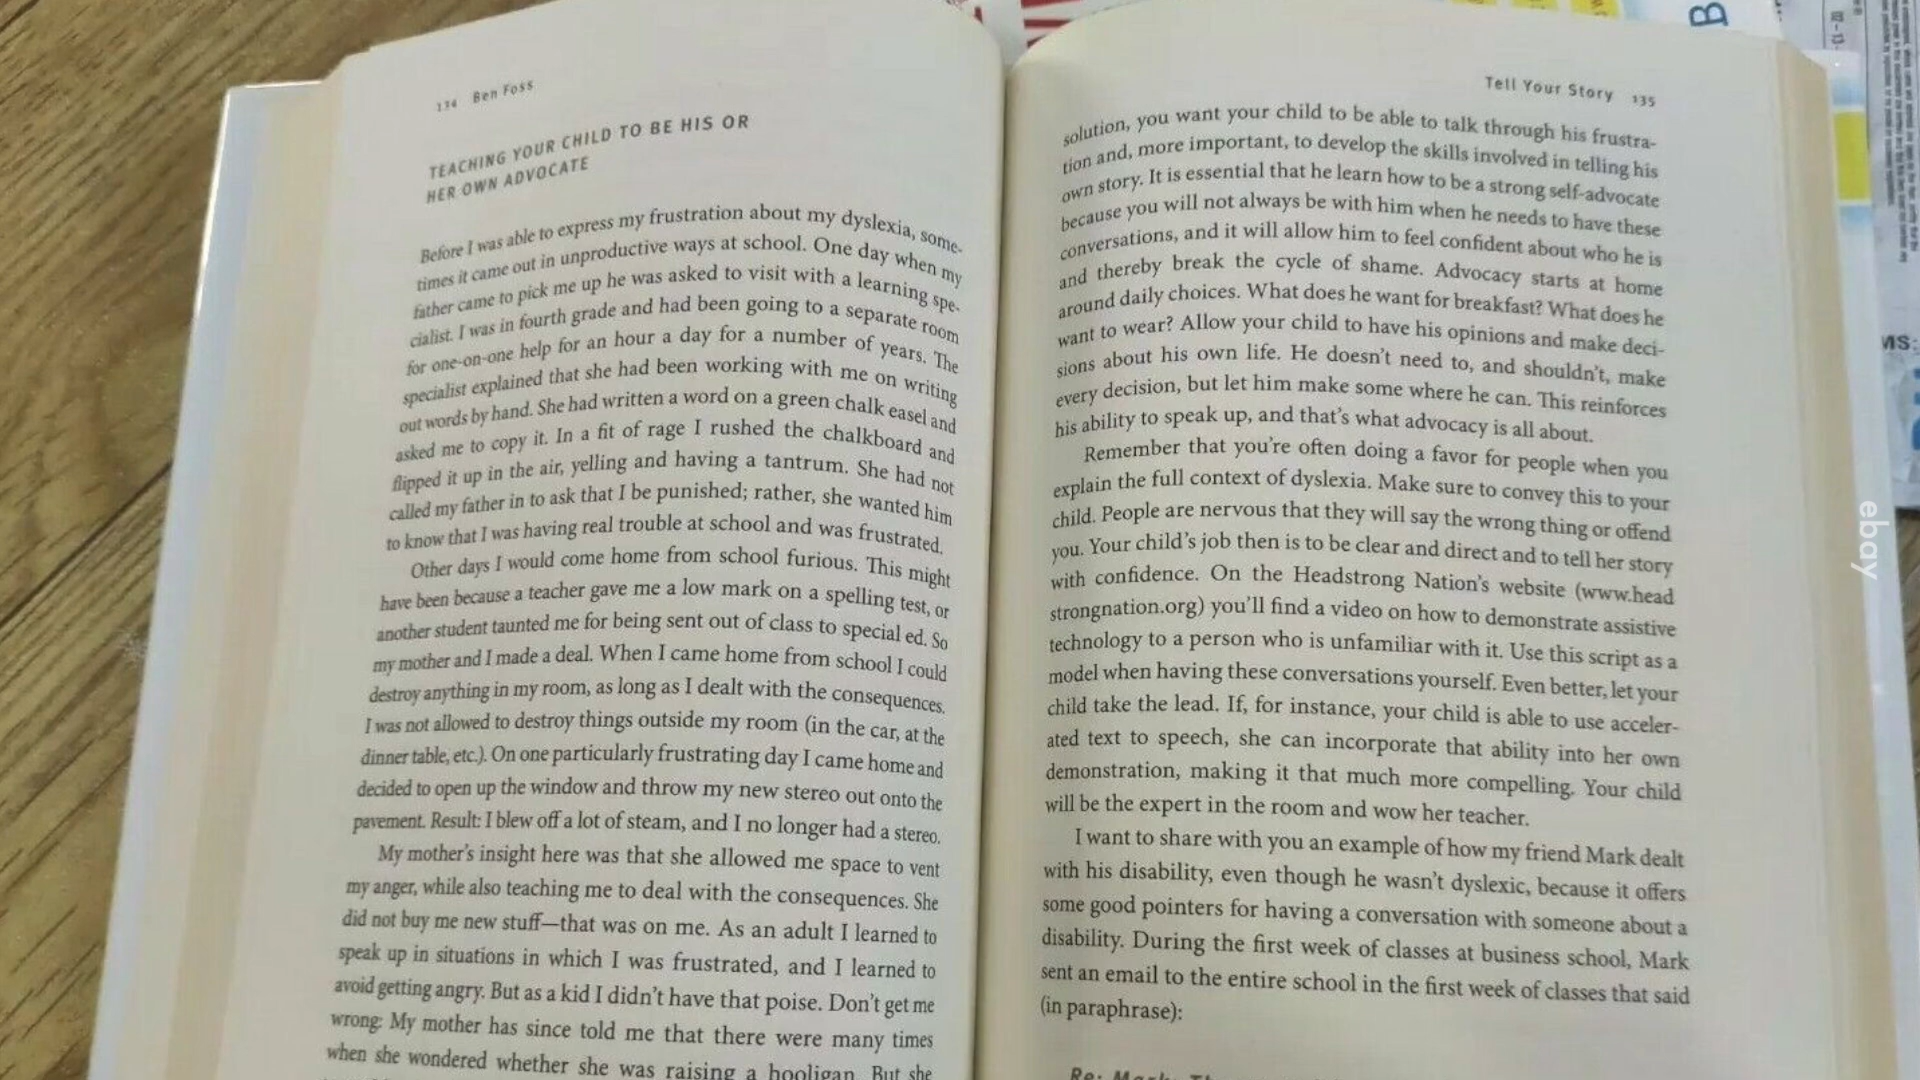 134 Ben Foss
TEACHING YOUR CHILD TO BE HIS OR
HER OWN ADVOCATE
Before I was able to express my frustration about my dyslexia, some-
times it came out in unproductive ways at school. One day when my
father came to pick me up he was asked to visit with a learning spe-
cialist. I was in fourth grade and had been going to a separate room
for one-on-one help for an hour a day for a number of years. The
specialist explained that she had been working with me on writing
out words by hand. She had written a word on a green chalk easel and
asked me to copy it. In a fit of rage I rushed the chalkboard and
flipped it up in the air, yelling and having a tantrum. She had not
called my father in to ask that I be punished; rather, she wanted him
to know that I was having real trouble at school and was frustrated.
Other days I would come home from school furious. This might
have been because a teacher gave me a low mark on a spelling test, or
another student taunted me for being sent out of class to special ed. So
my mother and I made a deal. When I came home from school I could
destroy anything in my room, as long as I dealt with the consequences.
I was not allowed to destroy things outside my room (in the car, at the
dinner table, etc.). On one particularly frustrating day I came home and
decided to open up the window and throw my new stereo out onto the
pavement. Result: I blew off a lot of steam, and I no longer had a stereo.
My mother's insight here was that she allowed me space to vent
my anger, while also teaching me to deal with the consequences. She
did not buy me new stuff—that was on me. As an adult I learned to
speak up in situations in which I was frustrated, and I learned to
avoid getting angry. But as a kid I didn't have that poise. Don't get me
wrong: My mother has since told me that there were many times
when she wondered whether she was raising a hooligan. But she
Tell Your Story 135
solution, you want your child to be able to talk through his frustra-
tion and, more important, to develop the skills involved in telling his
own story. It is essential that he learn how to be a strong self-advocate
because you will not always be with him when he needs to have these
conversations, and it will allow him to feel confident about who he is
and thereby break the cycle of shame. Advocacy starts at home
around daily choices. What does he want for breakfast? What does he
want to wear? Allow your child to have his opinions and make deci-
sions about his own life. He doesn't need to, and shouldn't, make
every decision, but let him make some where he can. This reinforces
his ability to speak up, and that's what advocacy is all about.
Remember that you're often doing a favor for people when you
explain the full context of dyslexia. Make sure to convey this to your
child. People are nervous that they will say the wrong thing or offend
you. Your child's job then is to be clear and direct and to tell her story
with confidence. On the Headstrong Nation's website (www.head
strongnation.org) you'll find a video on how to demonstrate assistive
technology to a person who is unfamiliar with it. Use this script as a
model when having these conversations yourself. Even better, let your
child take the lead. If, for instance, your child is able to use acceler-
ated text to speech, she can incorporate that ability into her own
demonstration, making it that much more compelling. Your child
will be the expert in the room and wow her teacher.
I want to share with you an example of how my friend Mark dealt
with his disability, even though he wasn't dyslexic, because it offers
some good pointers for having a conversation with someone about a
disability. During the first week of classes at business school, Mark
sent an email to the entire school in the first week of classes that said
(in paraphrase):
Re: Mark:
ebay
MS:
B